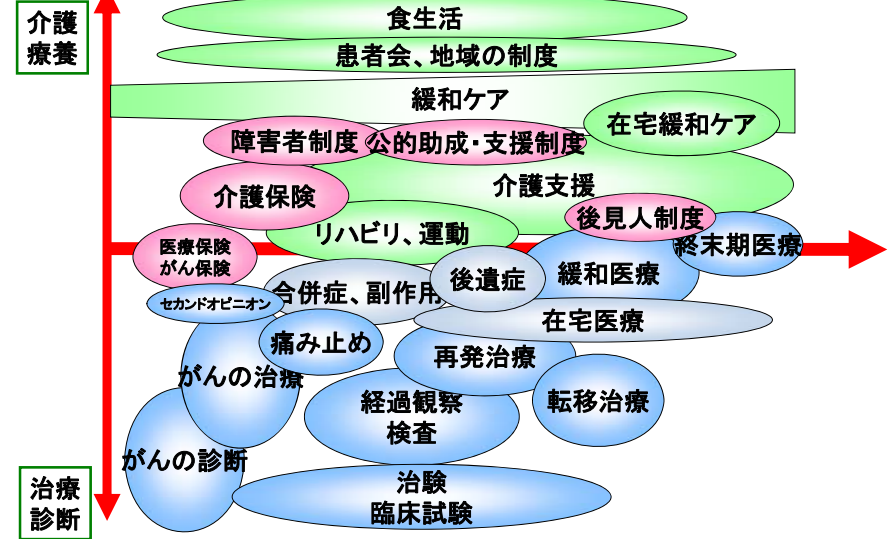 介護
療養
食生活
患者会、地域の制度
緩和ケア
在宅緩和ケア
障害者制度
公的助成・支援制度
介護支援
介護保険
後見人制度
リハビリ、運動
終末期医療
医療保険
がん保険
緩和医療
後遺症
合併症、副作用
セカンドオピニオン
在宅医療
痛み止め
再発治療
がんの治療
経過観察
検査
転移治療
がんの診断
治験
臨床試験
治療
診断